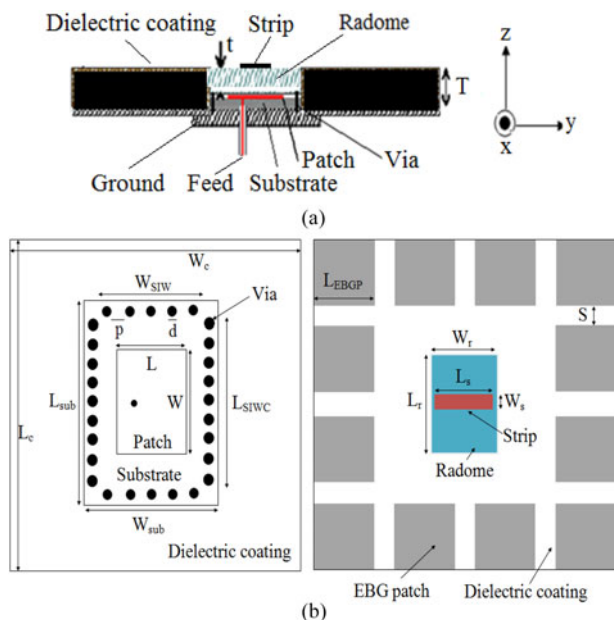 Dielectric coating
t
Strip
Radome
T
z
y
x
Ground
Feed
Substrate
Patch
Via
(a)
W_c
W_SIW
Via
p
d
L
W
L_sub
L_SIWC
L_c
Patch
Substrate
W_sub
Dielectric coating
L_EBGP
S
W_r
L_s
L_r
W_s
Strip
Radome
EBG patch
Dielectric coating
(b)